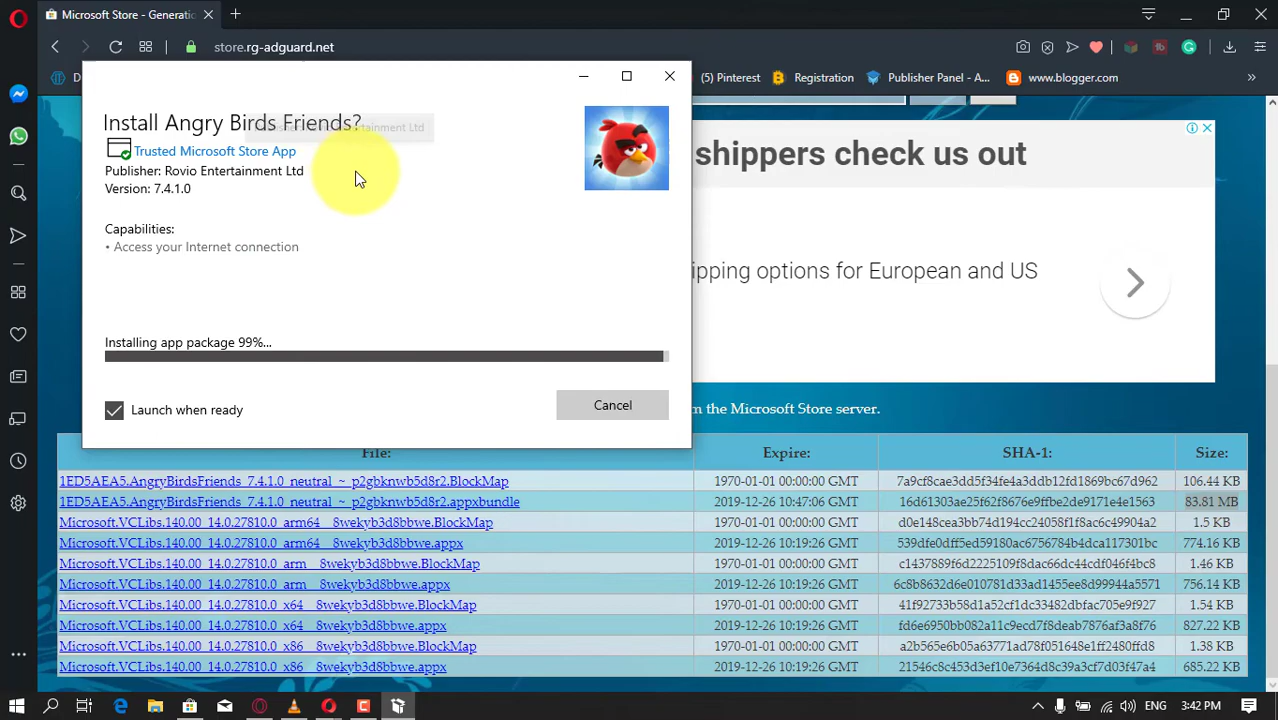 Microsoft Store - Generatio
store.rg-adguard.net
D
(5) Pinterest
Registration
Publisher Panel - A...
www.blogger.com
»
Install Angry Birds Friends?
Trusted Microsoft Store App
Publisher: Rovio Entertainment Ltd
Version: 7.4.1.0
Capabilities:
• Access your Internet connection
Installing app package 99%...
Launch when ready
Cancel
shippers check us out
ipping options for European and US
m the Microsoft Store server.
File: Expire: SHA-1: Size:
1ED5AEA5.AngryBirdsFriends_7.4.1.0_neutral_~_p2gbknwb5d8r2.BlockMap 1970-01-01 00:00:00 GMT 7a9cf8cae3dd5f34fe4a3ddb12fd1869bc67d962 106.44 KB
1ED5AEA5.AngryBirdsFriends_7.4.1.0_neutral_~_p2gbknwb5d8r2.appxbundle 2019-12-26 10:47:06 GMT 16d61303ae25f62f8676e9ffbe2de9171e4e1563 83.81 MB
Microsoft.VCLibs.140.00_14.0.27810.0_arm64__8wekyb3d8bbwe.BlockMap 1970-01-01 00:00:00 GMT d0e148cea3bb74d194cc24058f1f8ac6c49904a2 1.5 KB
Microsoft.VCLibs.140.00_14.0.27810.0_arm64__8wekyb3d8bbwe.appx 2019-12-26 10:19:26 GMT 539dfe0dff5ed59180ac6756784b4dca117301bc 774.16 KB
Microsoft.VCLibs.140.00_14.0.27810.0_arm__8wekyb3d8bbwe.BlockMap 1970-01-01 00:00:00 GMT c1437889f6d2225109f8dac66dc44cdf046f4bc8 1.46 KB
Microsoft.VCLibs.140.00_14.0.27810.0_arm__8wekyb3d8bbwe.appx 2019-12-26 10:19:26 GMT 6c8b8632d6e010781d33ad1455ee8d99944a5571 756.14 KB
Microsoft.VCLibs.140.00_14.0.27810.0_x64__8wekyb3d8bbwe.BlockMap 1970-01-01 00:00:00 GMT 41f92733b58d1a52cf1dc33482dbfac705e9f927 1.54 KB
Microsoft.VCLibs.140.00_14.0.27810.0_x64__8wekyb3d8bbwe.appx 2019-12-26 10:19:26 GMT fd6e6950bb082a11c9ecd7f8deab7876af3a8f76 827.22 KB
Microsoft.VCLibs.140.00_14.0.27810.0_x86__8wekyb3d8bbwe.BlockMap 1970-01-01 00:00:00 GMT a2b565e6b05763771ad78f051648e1ff2480ffd8 1.38 KB
Microsoft.VCLibs.140.00_14.0.27810.0_x86__8wekyb3d8bbwe.appx 2019-12-26 10:19:26 GMT 21546c8c453d3ef10e7364d8c39a3cf7d03f47a4 685.22 KB
ENG 3:42 PM